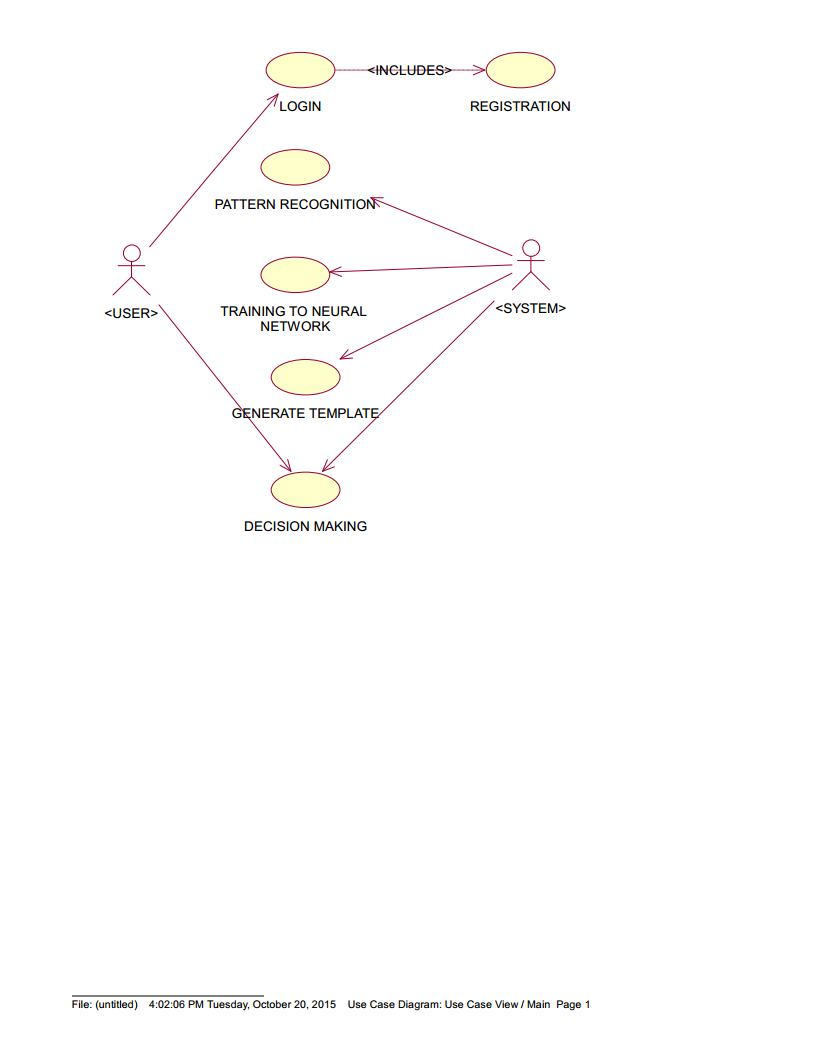 <INCLUDES>
LOGIN
REGISTRATION
PATTERN RECOGNITION
<USER>
<SYSTEM>
TRAINING TO NEURAL
NETWORK
GENERATE TEMPLATE
DECISION MAKING
File: (untitled) 4:02:06 PM Tuesday, October 20, 2015 Use Case Diagram: Use Case View / Main Page 1